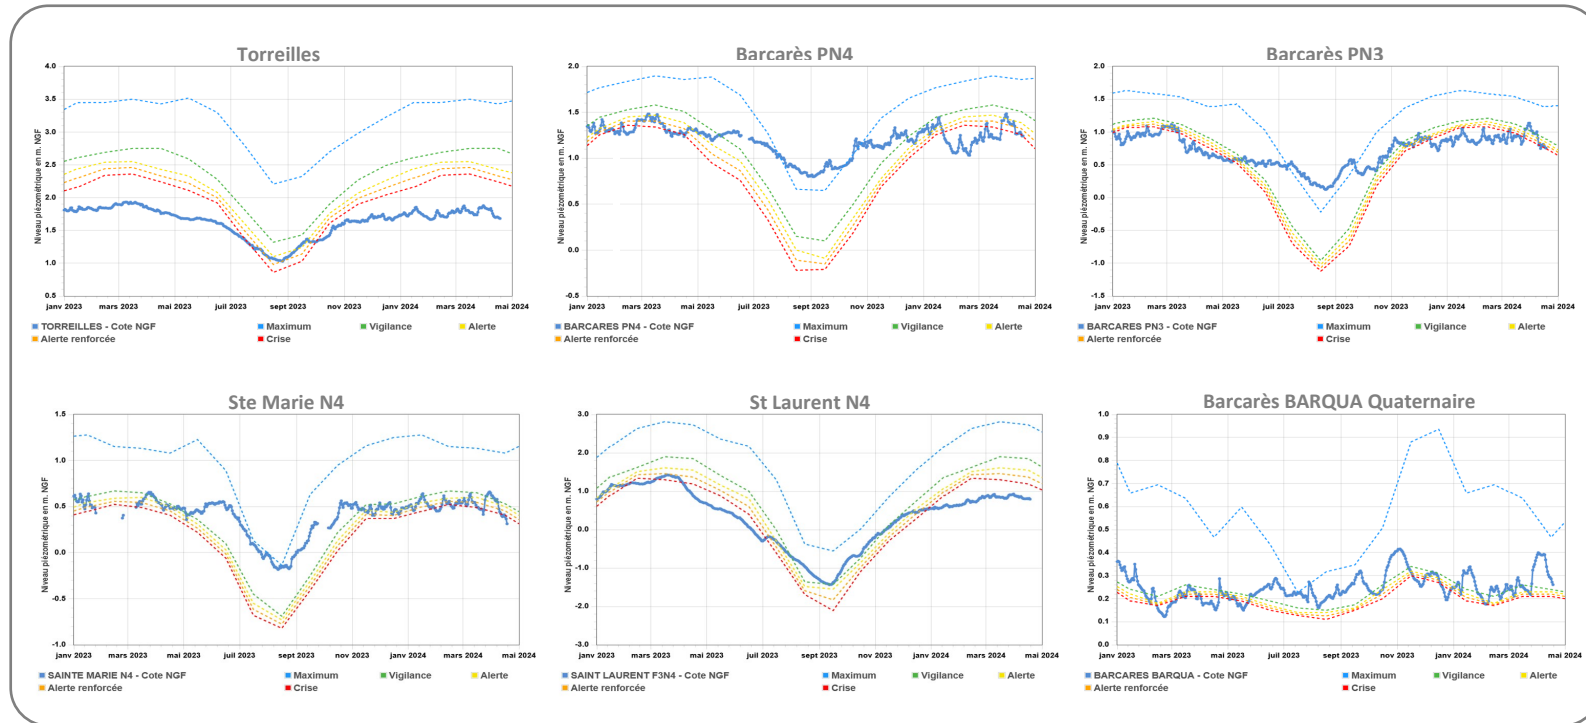 Torreilles
Niveau pièzométrique en m. NGF
4.0
3.5
3.0
2.5
2.0
1.5
1.0
0.5
janv 2023 mars 2023 mai 2023 juil 2023 sept 2023 nov 2023 janv 2024 mars 2024 mai 2024
TORREILLES - Cote NGF Maximum Vigilance Alerte
Alerte renforcée Crise
Barcarès PN4
Niveau pièzométrique en m. NGF
2.0
1.5
1.0
0.5
0.0
-0.5
janv 2023 mars 2023 mai 2023 juil 2023 sept 2023 nov 2023 janv 2024 mars 2024 mai 2024
BARCARES PN4 - Cote NGF Maximum Vigilance Alerte
Alerte renforcée Crise
Barcarès PN3
Niveau pièzométrique en m. NGF
2.0
1.5
1.0
0.5
0.0
-0.5
-1.0
-1.5
janv 2023 mars 2023 mai 2023 juil 2023 sept 2023 nov 2023 janv 2024 mars 2024 mai 2024
BARCARES PN3 - Cote NGF Maximum Vigilance Alerte
Alerte renforcée Crise
Ste Marie N4
Niveau pièzométrique en m. NGF
1.5
1.0
0.5
0.0
-0.5
-1.0
janv 2023 mars 2023 mai 2023 juil 2023 sept 2023 nov 2023 janv 2024 mars 2024 mai 2024
SAINTE MARIE N4 - Cote NGF Maximum Vigilance Alerte
Alerte renforcée Crise
St Laurent N4
Niveau pièzométrique en m. NGF
3.0
2.0
1.0
0.0
-1.0
-2.0
-3.0
janv 2023 mars 2023 mai 2023 juil 2023 sept 2023 nov 2023 janv 2024 mars 2024 mai 2024
SAINT LAURENT F3N4 - Cote NGF Maximum Vigilance Alerte
Alerte renforcée Crise
Barcarès BARQUA Quaternaire
Niveau pièzométrique en m. NGF
1.0
0.9
0.8
0.7
0.6
0.5
0.4
0.3
0.2
0.1
0.0
janv 2023 mars 2023 mai 2023 juil 2023 sept 2023 nov 2023 janv 2024 mars 2024 mai 2024
BARCARES BARQUA - Cote NGF Maximum Vigilance Alerte
Alerte renforcée Crise